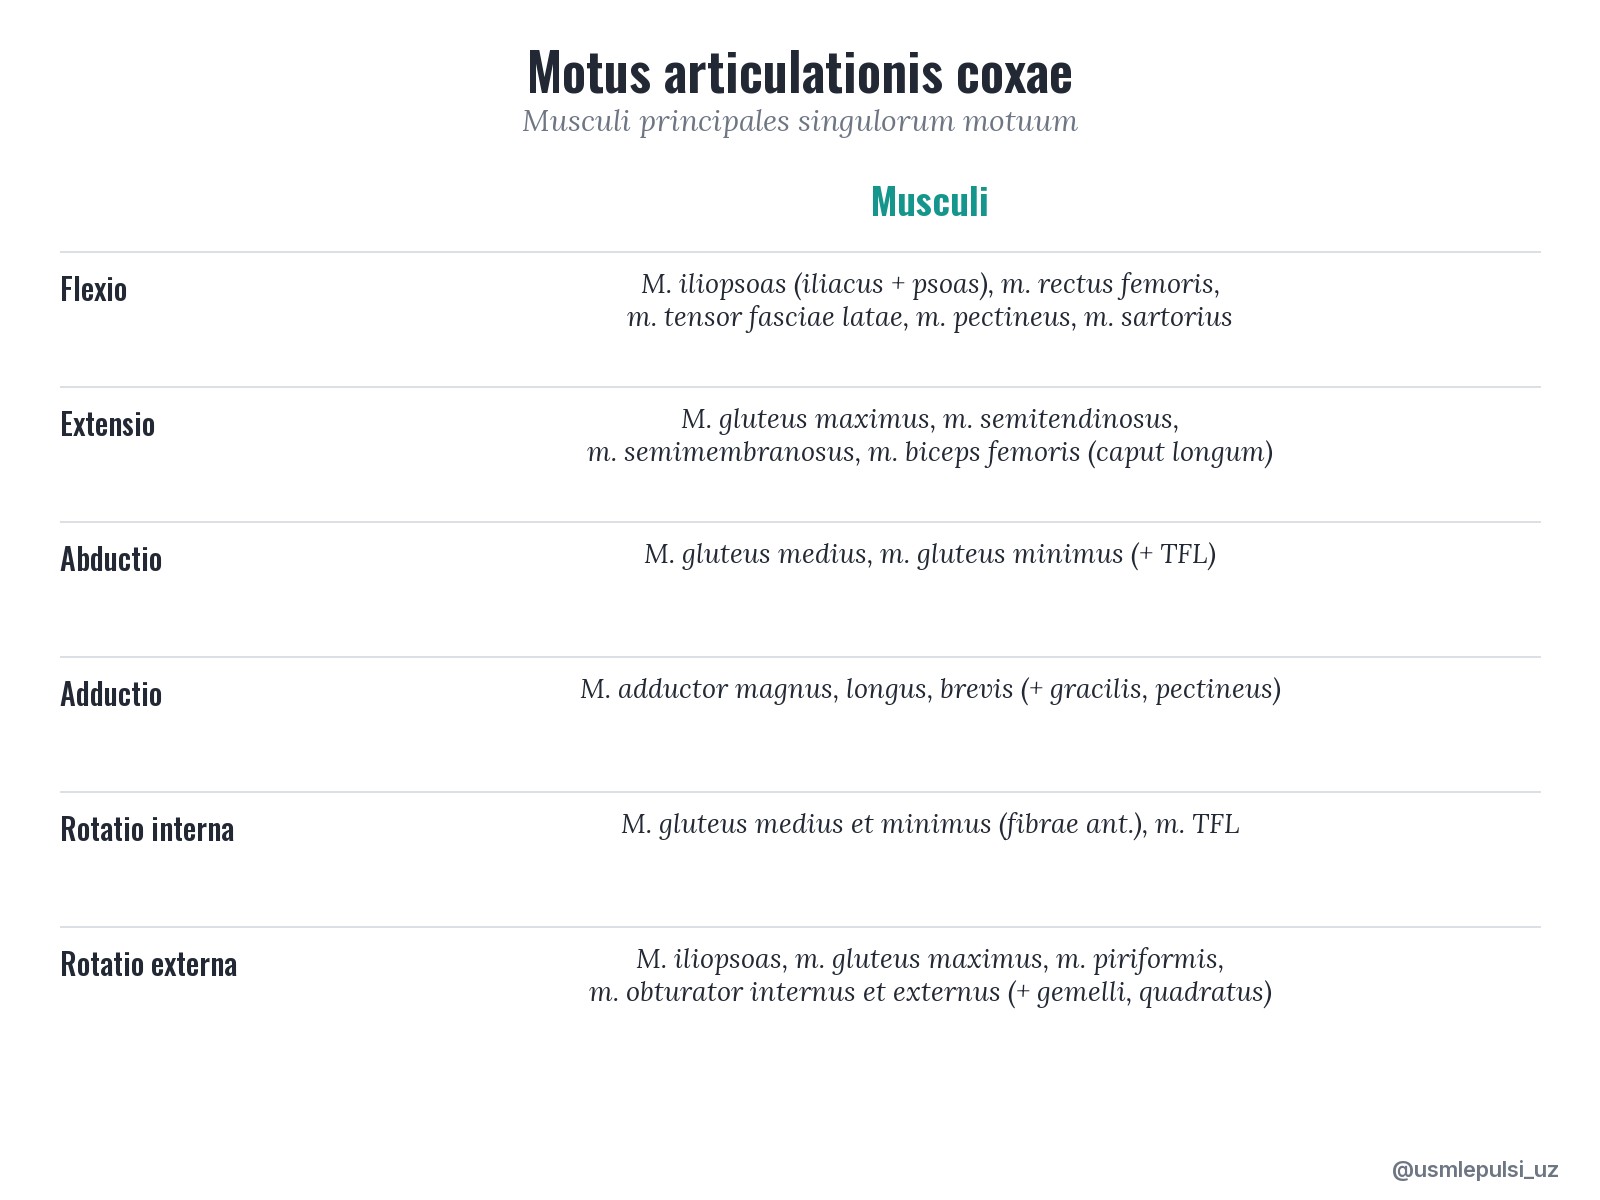 Motus articulationis coxae
Musculi principales singulorum motuum
Musculi
Flexio
M. iliopsoas (iliacus + psoas), m. rectus femoris,
m. tensor fasciae latae, m. pectineus, m. sartorius
Extensio
M. gluteus maximus, m. semitendinosus,
m. semimembranosus, m. biceps femoris (caput longum)
Abductio
M. gluteus medius, m. gluteus minimus (+ TFL)
Adductio
M. adductor magnus, longus, brevis (+ gracilis, pectineus)
Rotatio interna
M. gluteus medius et minimus (fibrae ant.), m. TFL
Rotatio externa
M. iliopsoas, m. gluteus maximus, m. piriformis,
m. obturator internus et externus (+ gemelli, quadratus)
@usmlepulsi_uz